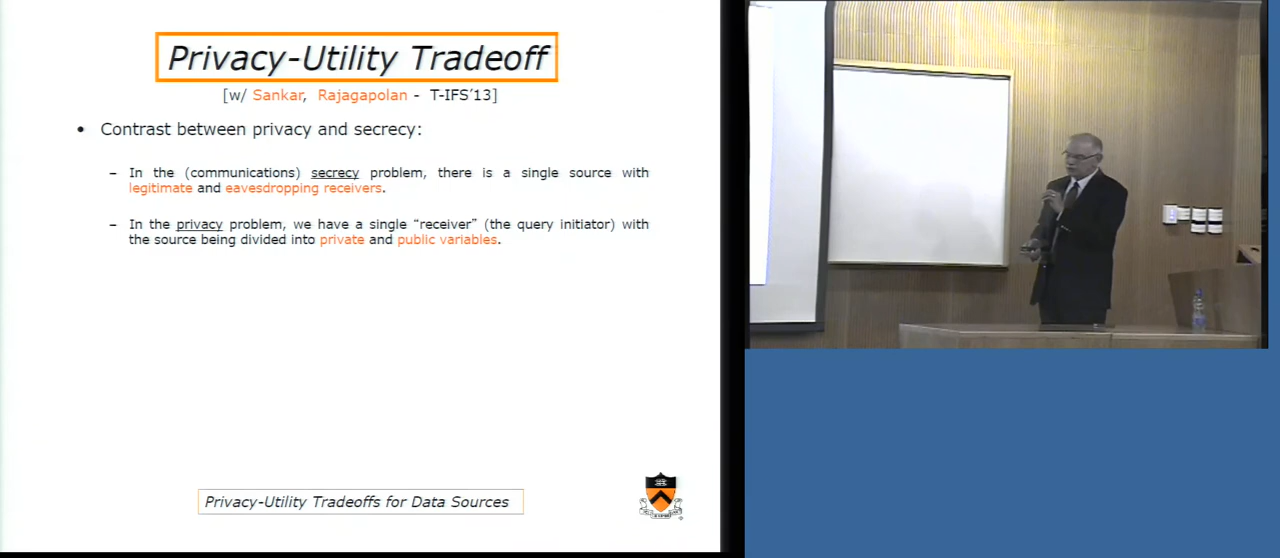 Privacy-Utility Tradeoff
[w/ Sankar, Rajagapolan - T-IFS'13]
• Contrast between privacy and secrecy:
– In the (communications) secrecy problem, there is a single source with
legitimate and eavesdropping receivers.
– In the privacy problem, we have a single “receiver” (the query initiator) with
the source being divided into private and public variables.
Privacy-Utility Tradeoffs for Data Sources